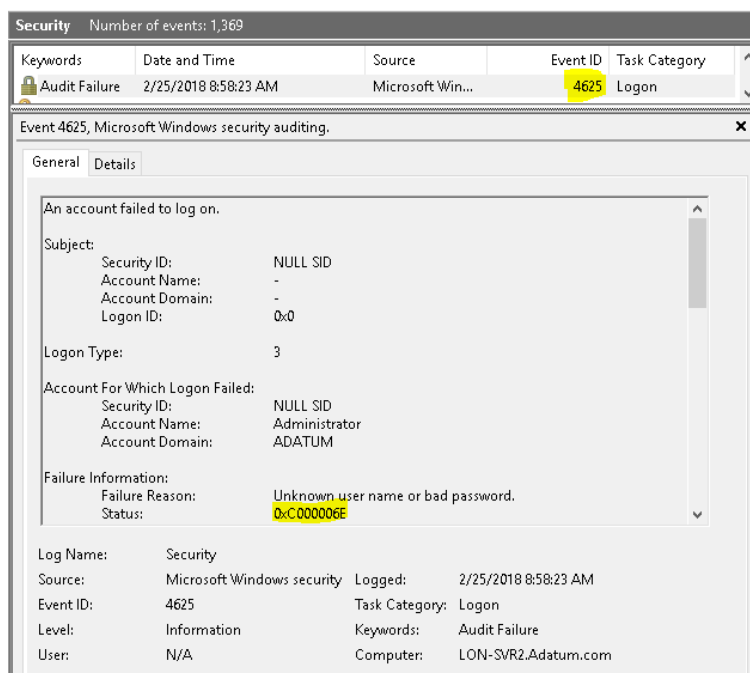 Security Number of events: 1,369
Keywords Date and Time Source Event ID Task Category
Audit Failure 2/25/2018 8:58:23 AM Microsoft Win... 4625 Logon
Event 4625, Microsoft Windows security auditing.
General Details
An account failed to log on.
Subject:
Security ID: NULL SID
Account Name: -
Account Domain: -
Logon ID: 0x0
Logon Type: 3
Account For Which Logon Failed:
Security ID: NULL SID
Account Name: Administrator
Account Domain: ADATUM
Failure Information:
Failure Reason: Unknown user name or bad password.
Status: 0xC000006E
Log Name: Security
Source: Microsoft Windows security Logged: 2/25/2018 8:58:23 AM
Event ID: 4625 Task Category: Logon
Level: Information Keywords: Audit Failure
User: N/A Computer: LON-SVR2.Adatum.com